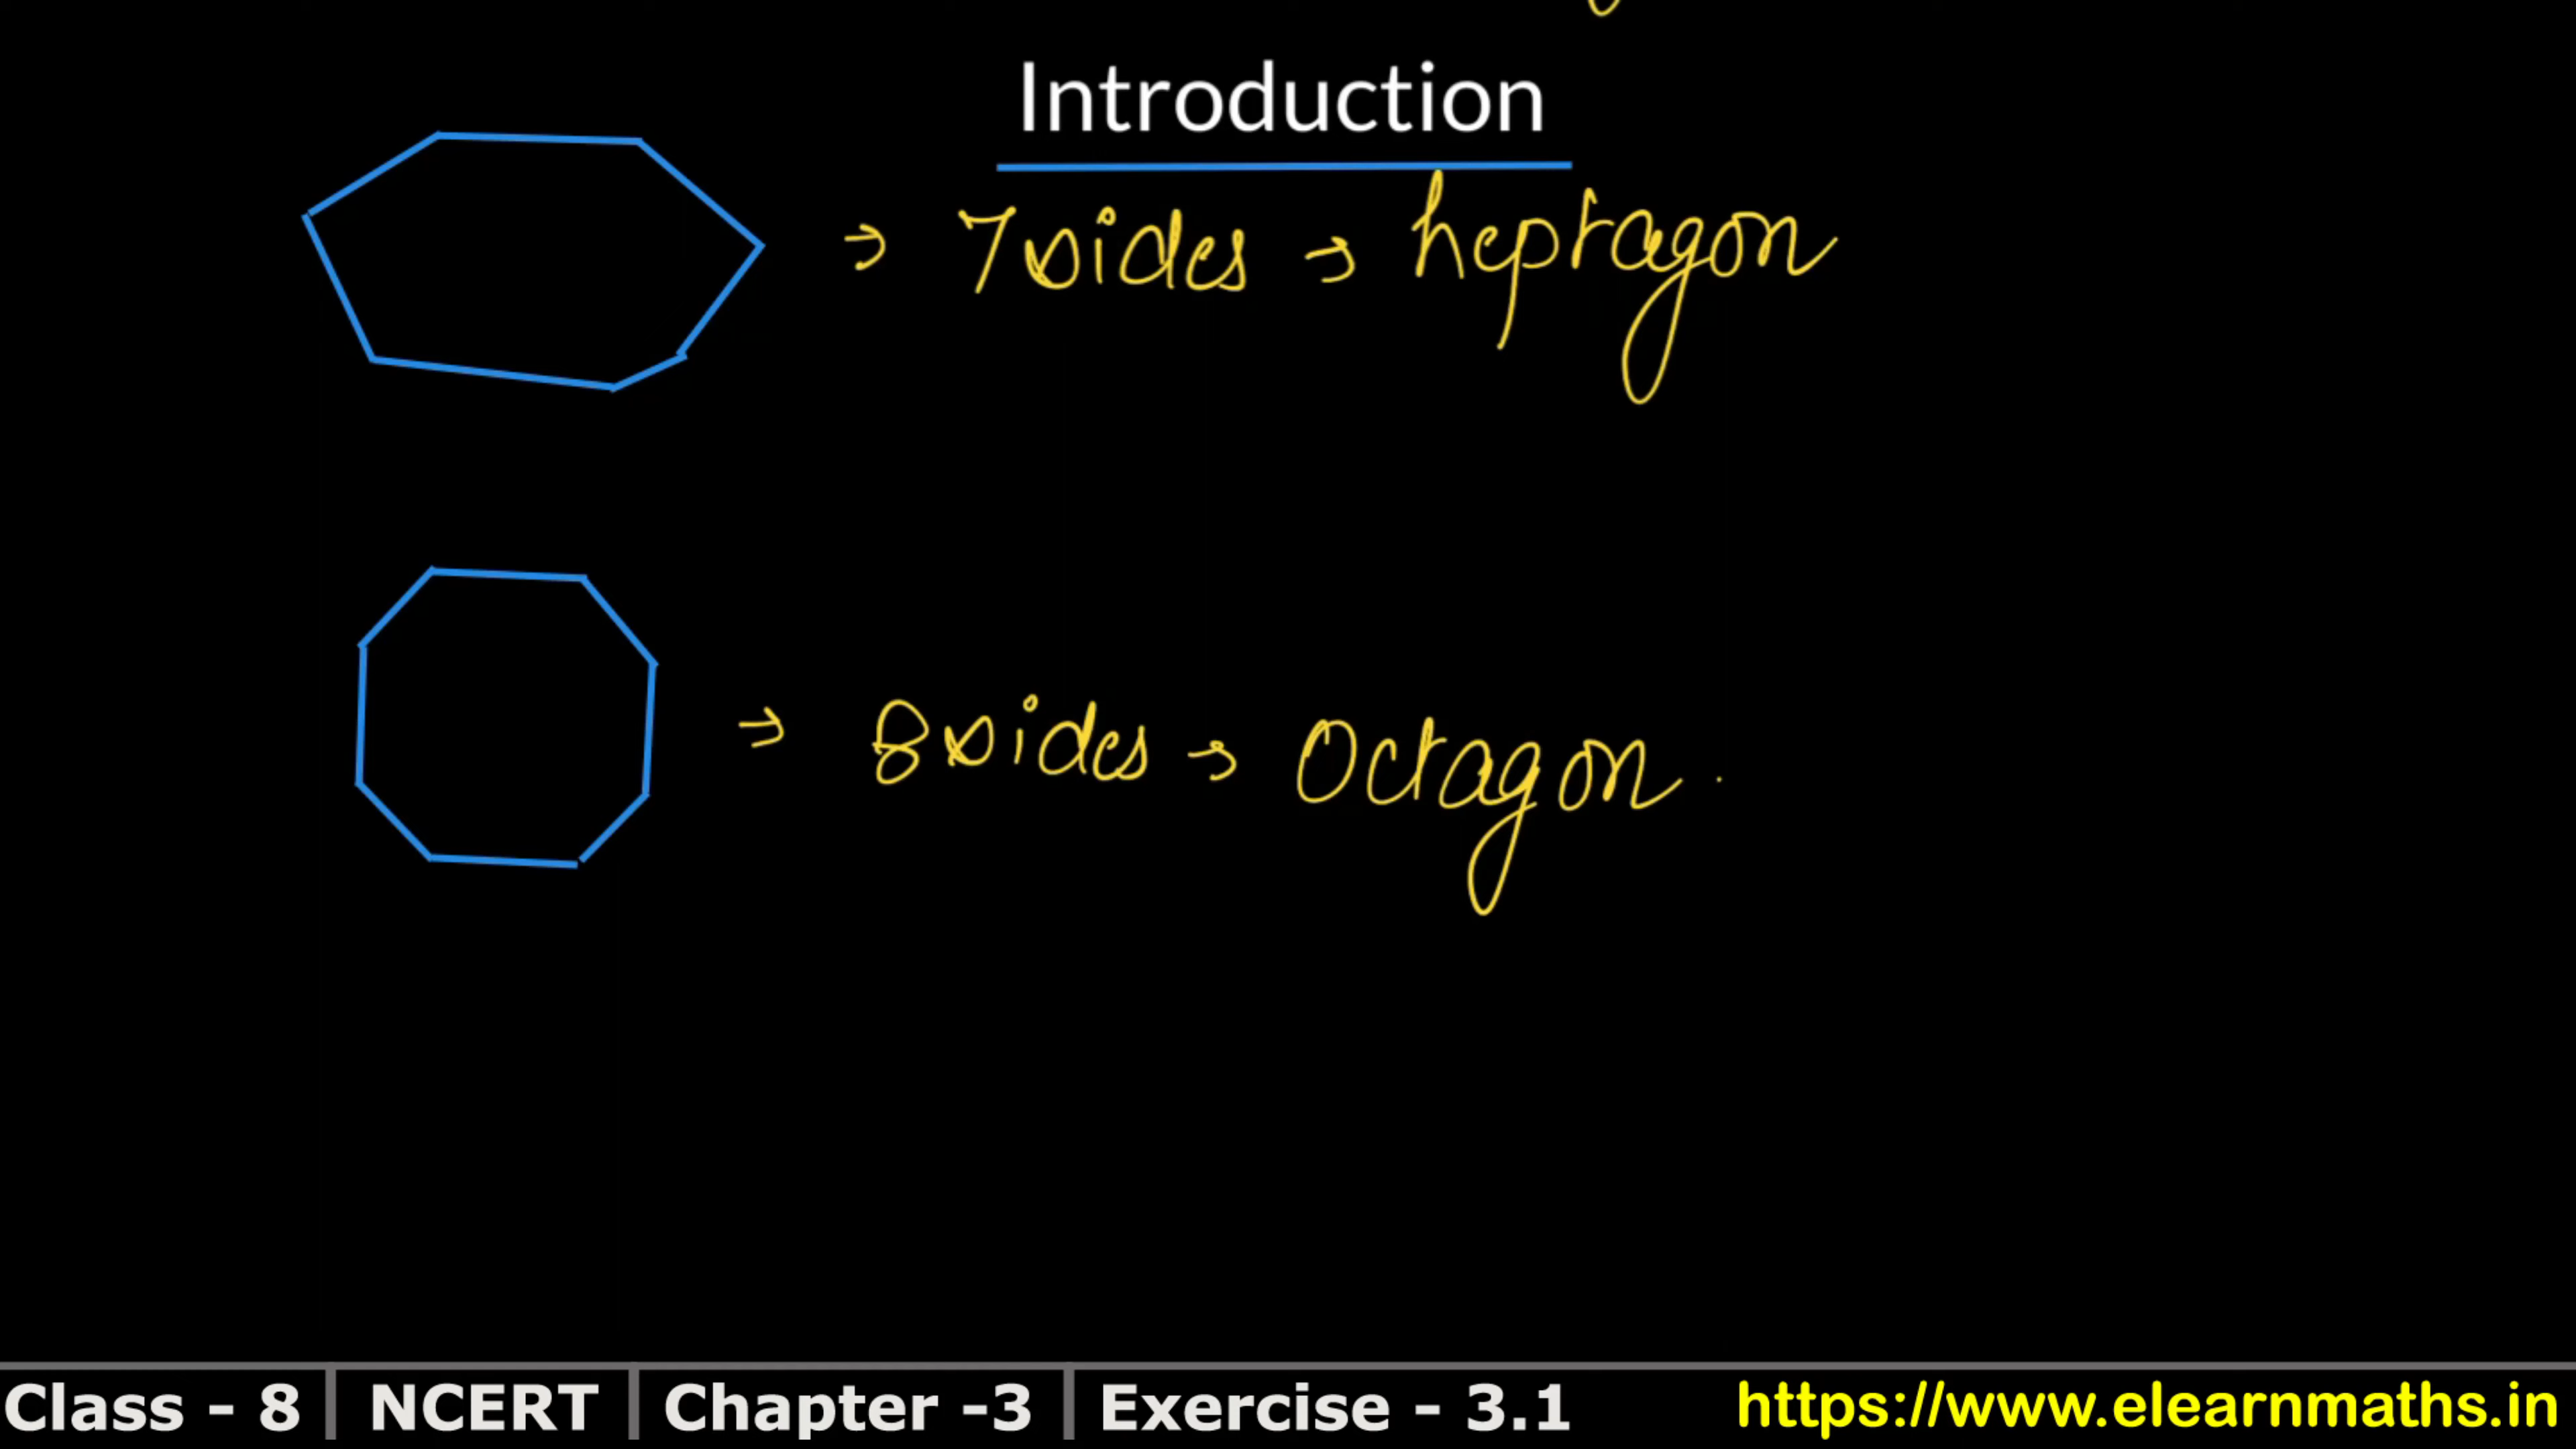 Introduction
→ 7 sides → heptagon
→ 8 sides → Octagon.
Class - 8 | NCERT | Chapter -3 | Exercise - 3.1 https://www.elearnmaths.in